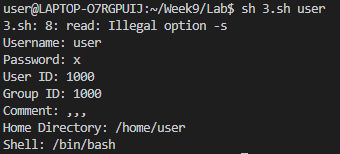 user@LAPTOP-O7RGPUIJ:~/Week9/Lab$ sh 3.sh user
3.sh: 8: read: Illegal option -s
Username: user
Password: x
User ID: 1000
Group ID: 1000
Comment: ,,,
Home Directory: /home/user
Shell: /bin/bash